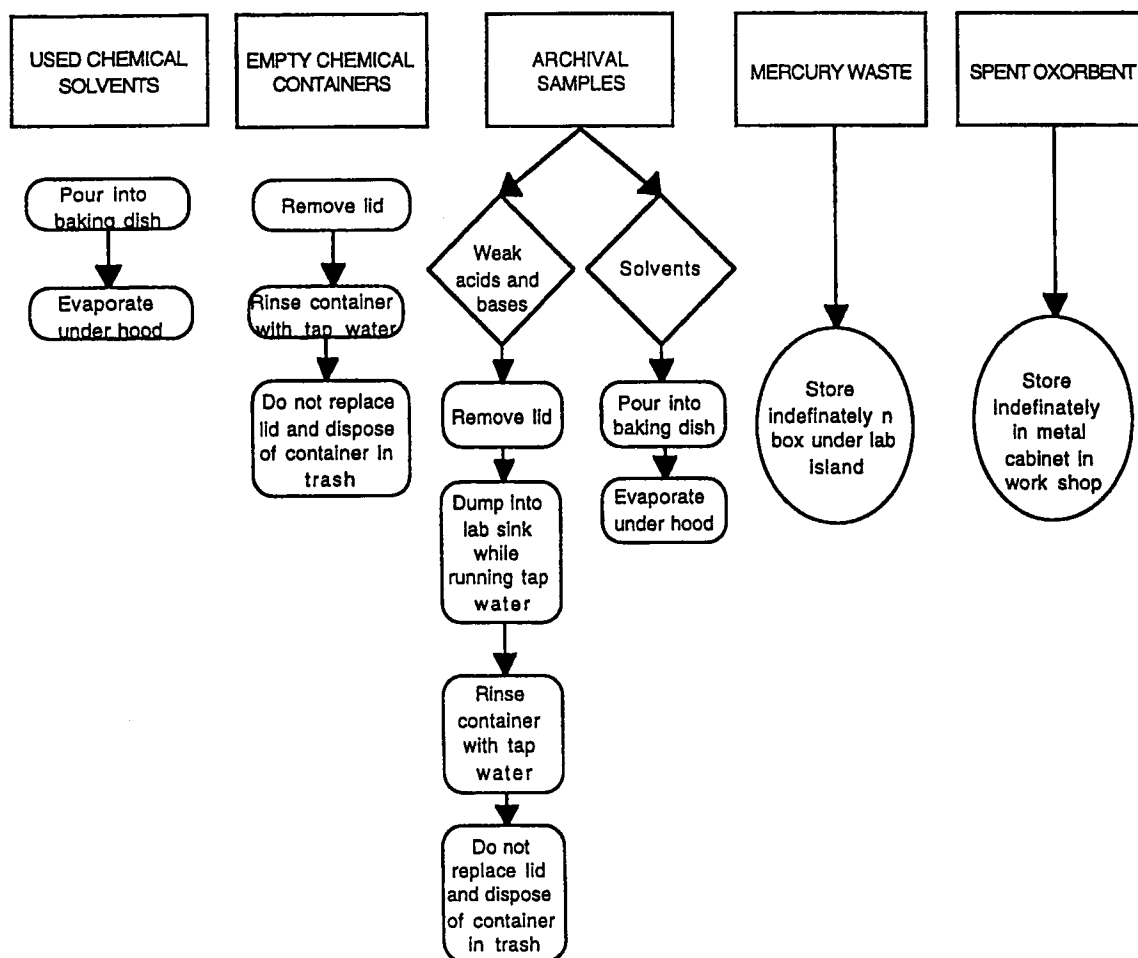 USED CHEMICAL
SOLVENTS
EMPTY CHEMICAL
CONTAINERS
ARCHIVAL
SAMPLES
MERCURY WASTE
SPENT OXORBENT
Pour into
baking dish
Evaporate
under hood
Remove lid
Rinse container
with tap water
Do not replace
lid and dispose
of container in
trash
Weak
acids and
bases
Remove lid
Dump into
lab sink
while
running tap
water
Rinse
container
with tap
water
Do not
replace lid
and dispose
of container
in trash
Solvents
Pour into
baking dish
Evaporate
under hood
Store
indefinately n
box under lab
island
Store
indefinately
in metal
cabinet in
work shop